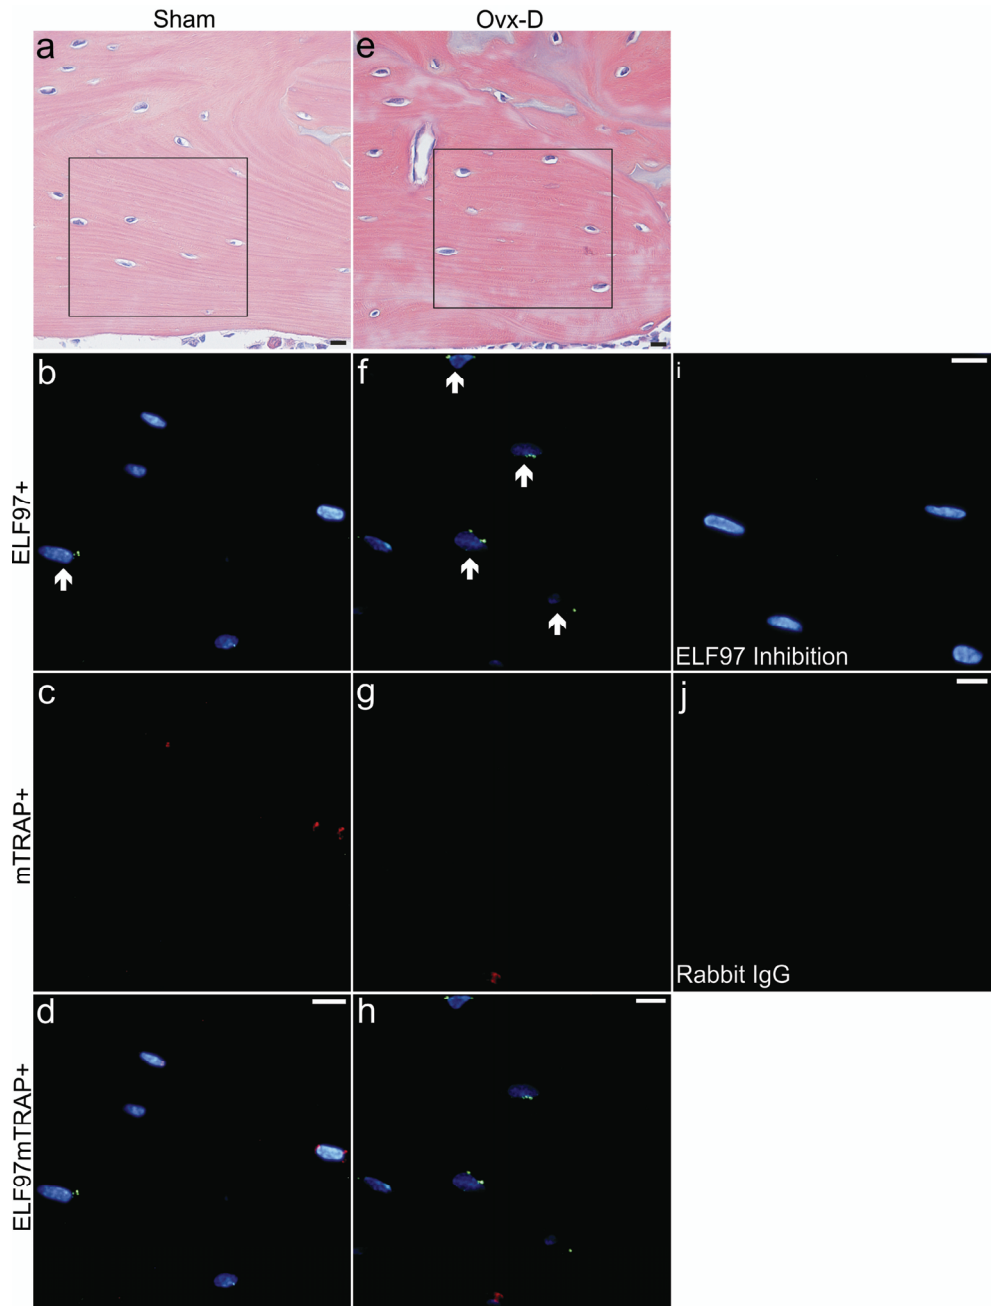 Sham Ovx-D
a e
b f i
ELF97+
ELF97 Inhibition
c g j
mTRAP+
Rabbit IgG
d h
ELF97mTRAP+